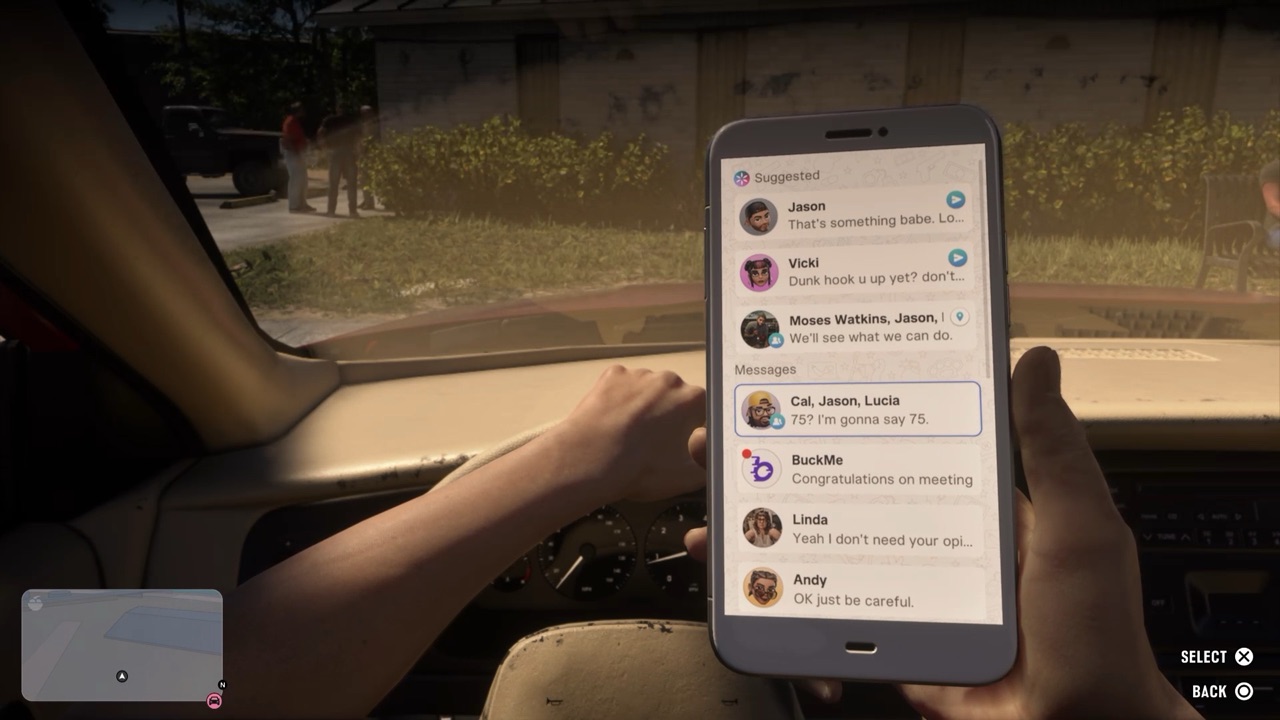 Suggested
Jason
That's something babe. Lo...
Vicki
Dunk hook u up yet? don't...
Moses Watkins, Jason,
We'll see what we can do.
Messages
Cal, Jason, Lucia
75? I'm gonna say 75.
BuckMe
Congratulations on meeting
Linda
Yeah I don't need your opi...
Andy
OK just be careful.
N
SELECT
BACK